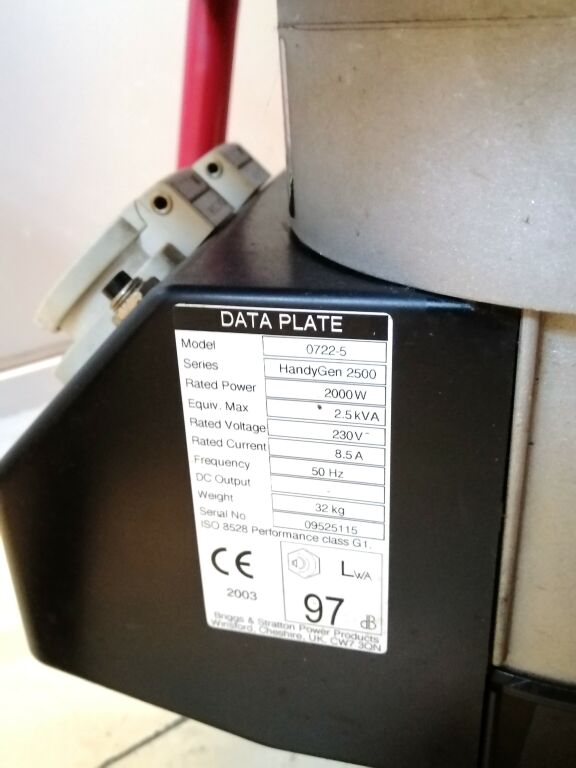 DATA PLATE
Model 0722-5
Series HandyGen 2500
Rated Power 2000W
Equiv. Max 2.5kVA
Rated Voltage 230V~
Rated Current 8.5A
Frequency 50 Hz
DC Output -
Weight 32 kg
Serial No 09525115
ISO 8528 Performance class G1.
CE
2003
LWA
97 dB
Briggs & Stratton Power Products
Winsford, Cheshire, UK, CW7 3QN